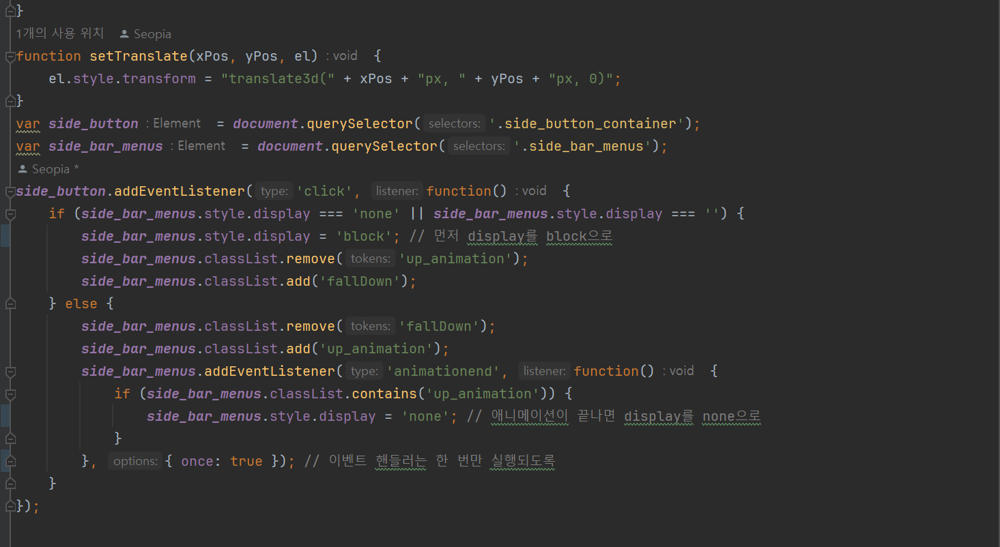 }
1개의 사용 위치 Seopia
function setTranslate(xPos, yPos, el) : void {
el.style.transform = "translate3d(" + xPos + "px, " + yPos + "px, 0)";
}
var side_button : Element = document.querySelector( selectors: '.side_button_container');
var side_bar_menus : Element = document.querySelector( selectors: '.side_bar_menus');
Seopia *
side_button.addEventListener( type: 'click', listener: function() : void {
if (side_bar_menus.style.display === 'none' || side_bar_menus.style.display === '') {
side_bar_menus.style.display = 'block'; // 먼저 display를 block으로
side_bar_menus.classList.remove( tokens: 'up_animation');
side_bar_menus.classList.add('fallDown');
} else {
side_bar_menus.classList.remove( tokens: 'fallDown');
side_bar_menus.classList.add('up_animation');
side_bar_menus.addEventListener( type: 'animationend', listener: function() : void {
if (side_bar_menus.classList.contains('up_animation')) {
side_bar_menus.style.display = 'none'; // 애니메이션이 끝나면 display를 none으로
}
}, options: { once: true }); // 이벤트 핸들러는 한 번만 실행되도록
}
});